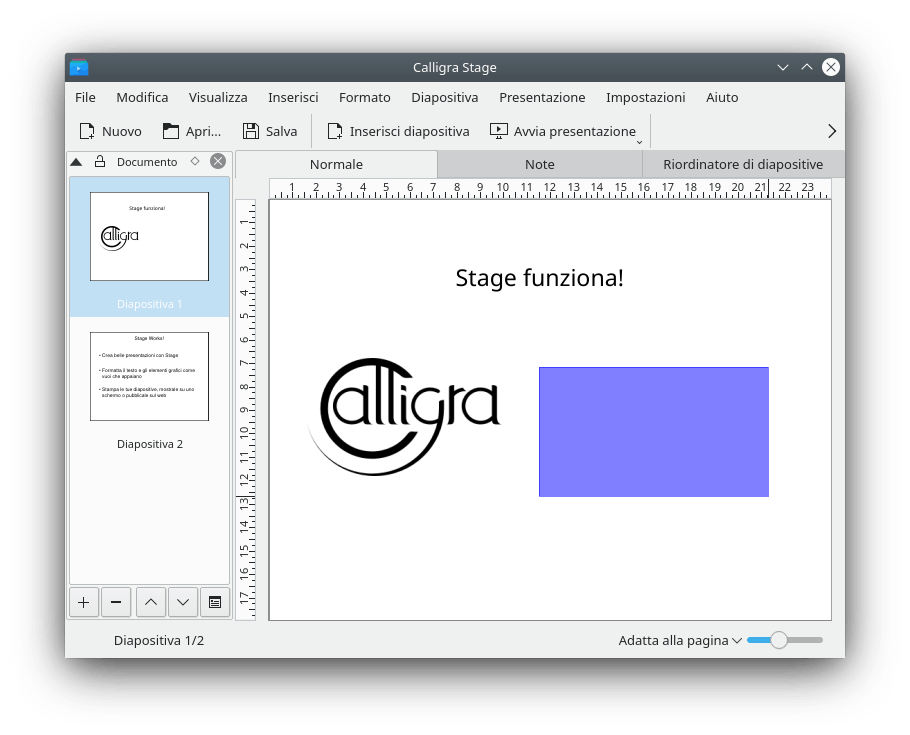 Calligra Stage
File Modifica Visualizza Inserisci Formato Diapositiva Presentazione Impostazioni Aiuto
Nuovo Apri... Salva Inserisci diapositiva Avvia presentazione
Documento
Normale Note Riordinatore di diapositive
1 2 3 4 5 6 7 8 9 10 11 12 13 14 15 16 17 18 19 20 21 22 23
Stage funziona!
Calligra
Diapositiva 1
Stage Works!
• Crea belle presentazioni con Stage
• Formatta il testo e gli elementi grafici come
vuoi che appaiano
• Stampa le tue diapositive, mostrale su uno
schermo o pubblicale sul web
Diapositiva 2
1
2
3
4
5
6
7
8
9
10
11
12
13
14
15
16
17
Stage funziona!
Calligra
Diapositiva 1/2
Adatta alla pagina